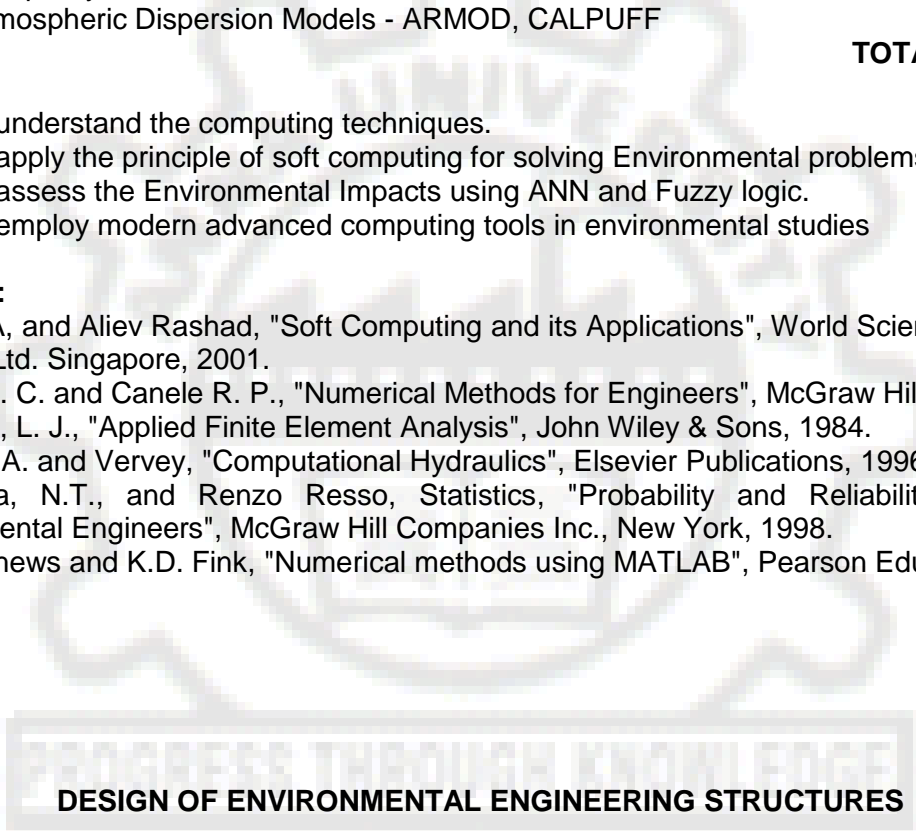 mospheric Dispersion Models - ARMOD, CALPUFF
TOTA
understand the computing techniques.
apply the principle of soft computing for solving Environmental problems
assess the Environmental Impacts using ANN and Fuzzy logic.
employ modern advanced computing tools in environmental studies
:
A, and Aliev Rashad, "Soft Computing and its Applications", World Scien
Ltd. Singapore, 2001.
. C. and Canele R. P., "Numerical Methods for Engineers", McGraw Hil
, L. J., "Applied Finite Element Analysis", John Wiley & Sons, 1984.
A. and Vervey, "Computational Hydraulics", Elsevier Publications, 1996
a, N.T., and Renzo Resso, Statistics, "Probability and Reliabilit
ental Engineers", McGraw Hill Companies Inc., New York, 1998.
news and K.D. Fink, "Numerical methods using MATLAB", Pearson Edu
PROGRESS THROUGH KNOWLEDGE
DESIGN OF ENVIRONMENTAL ENGINEERING STRUCTURES